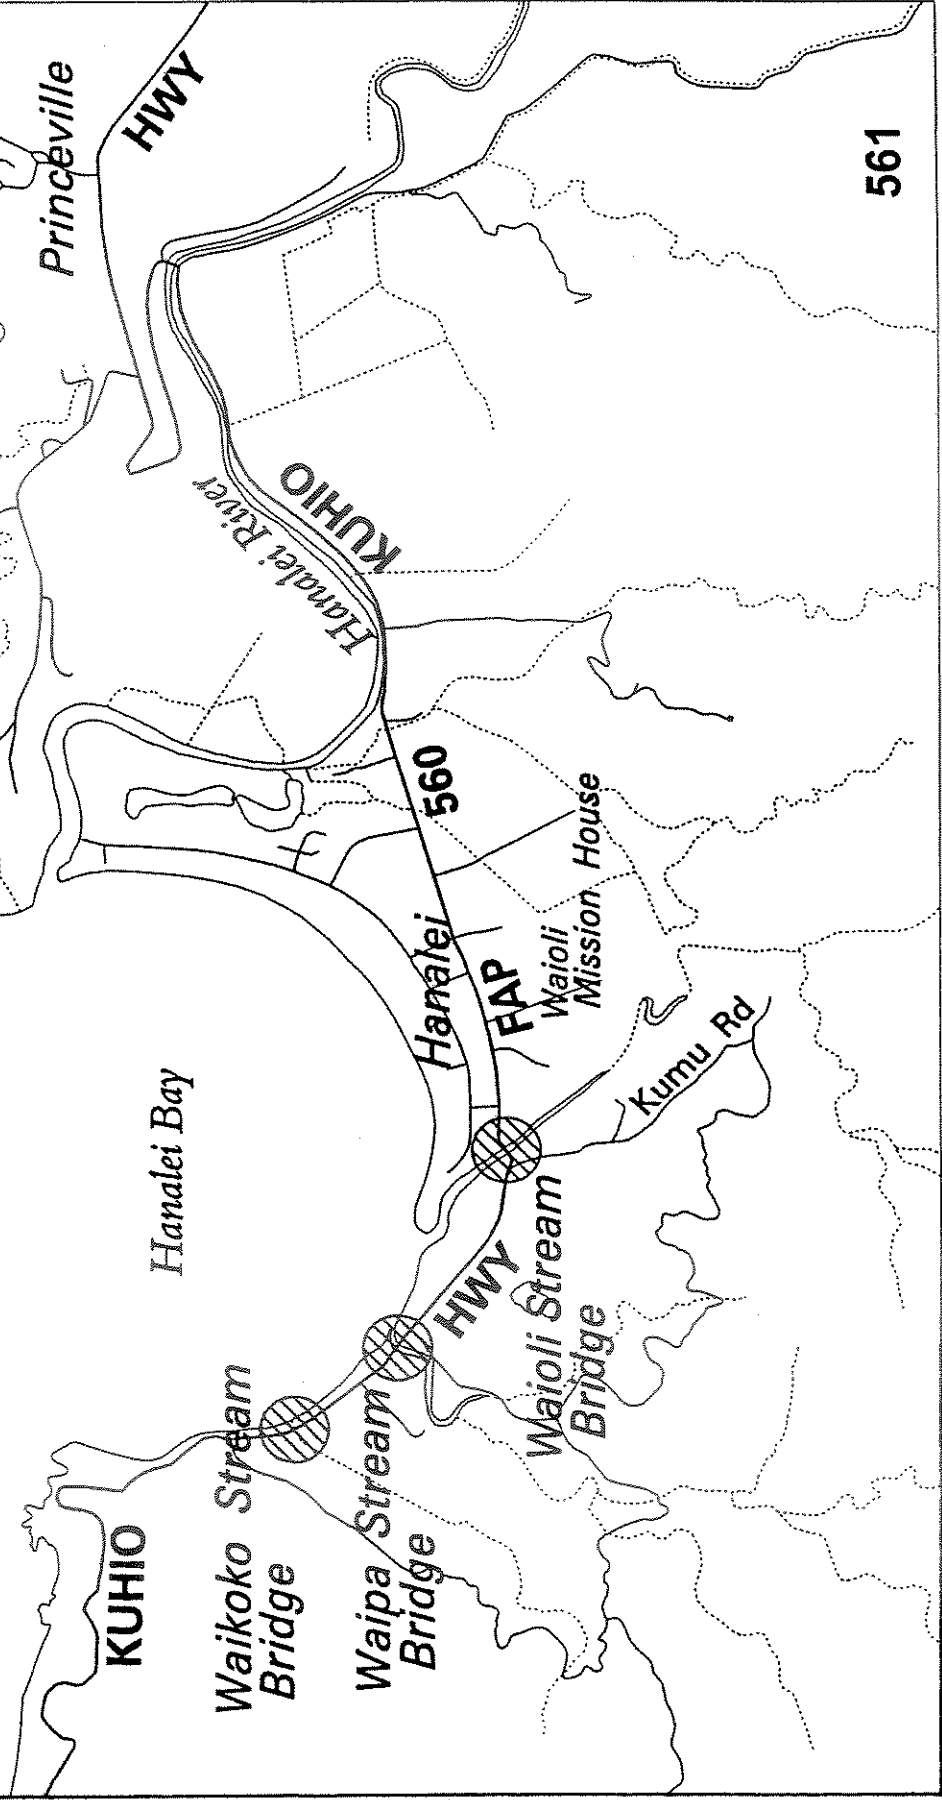 Princeville
HWY
561
Hanalei River
KUHIO
560
Hanalei
FAP
Waioli
Mission House
Kumu Rd
Hanalei Bay
HWY
Waioli Stream
Bridge
Waipa Stream
Bridge
Waikoko Stream
Bridge
KUHIO